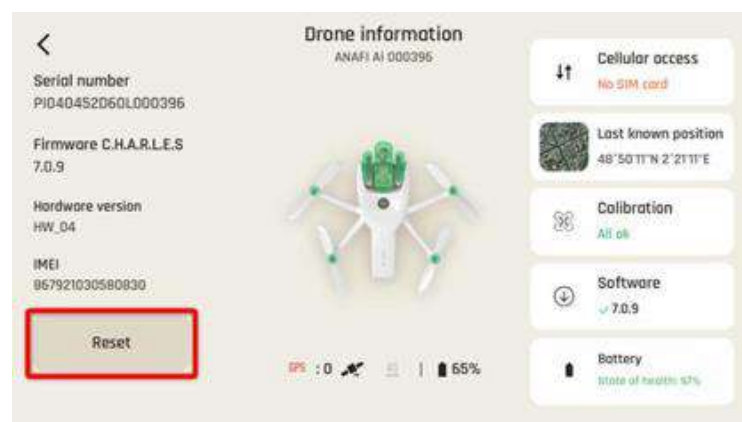 Drone information
ANAFI Ai 000396
Serial number
PI040452D60L000396
Firmware C.H.A.R.L.E.S
7.0.9
Hardware version
HW_04
IMEI
867921030580830
Reset
GPS : 0
65%
Cellular access
No SIM card
Last known position
48°50'11"N 2°21'11"E
Calibration
All ok
Software
7.0.9
Battery
State of health: 97%